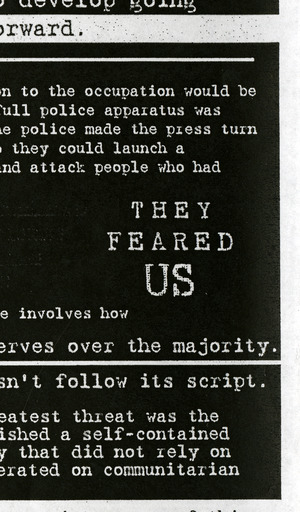 develop going
orward.
on to the occupation would be
full police apparatus was
he police made the press turn
they could launch a
and attack people who had
THEY
FEARED
US
e involves how
erves over the majority.
sn't follow its script.
eatest threat was the
ished a self-contained
y that did not rely on
erated on communitarian